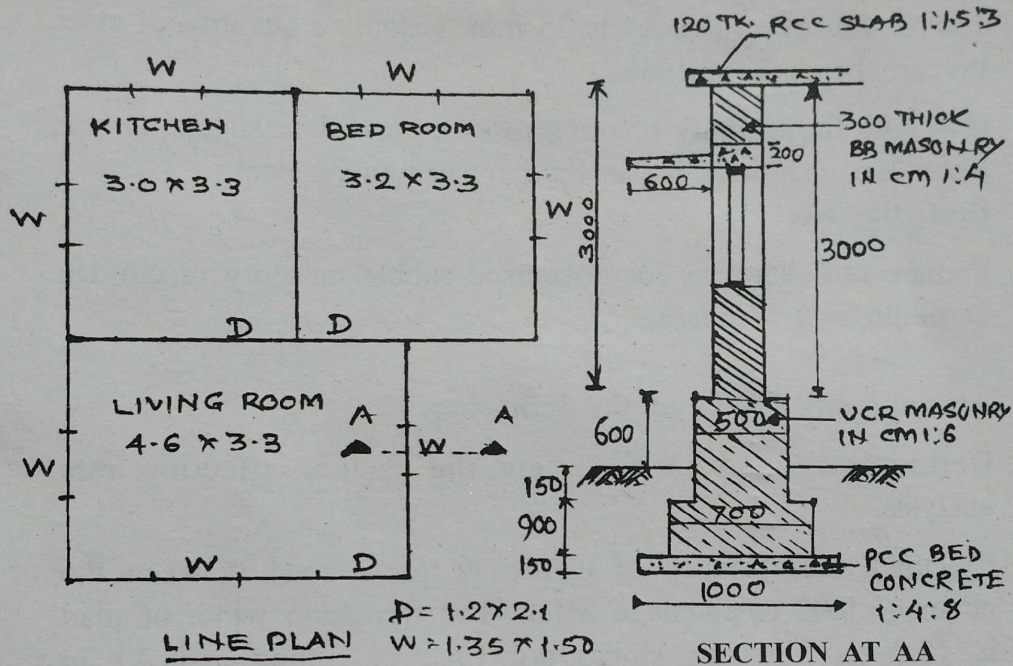 120 TK. RCC SLAB 1:1.5:3
W
W
KITCHEN
3.0 × 3.3
BED ROOM
3.2 × 3.3
W
W
D
D
LIVING ROOM
4.6 × 3.3
A
A
W
W
W
D
LINE PLAN
D = 1.2 × 2.1
W = 1.35 × 1.50
300 THICK
BB MASONRY
IN CM 1:4
200
600
3000
3000
500
UCR MASONRY
IN CM 1:6
600
150
900
150
700
1000
PCC BED
CONCRETE
1:4:8
SECTION AT AA